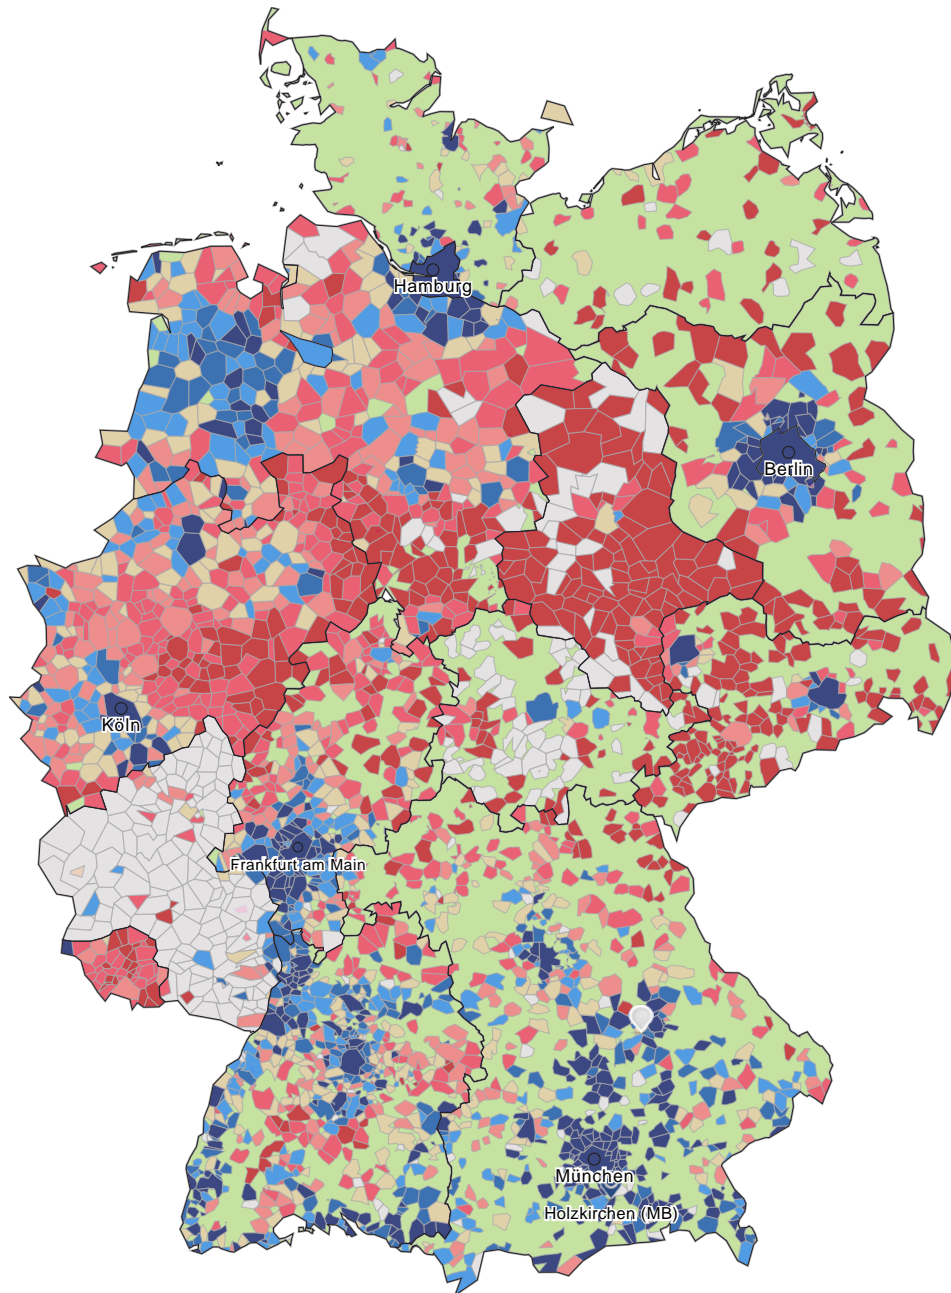 Hamburg
Berlin
Köln
Frankfurt am Main
München
Holzkirchen (MB)